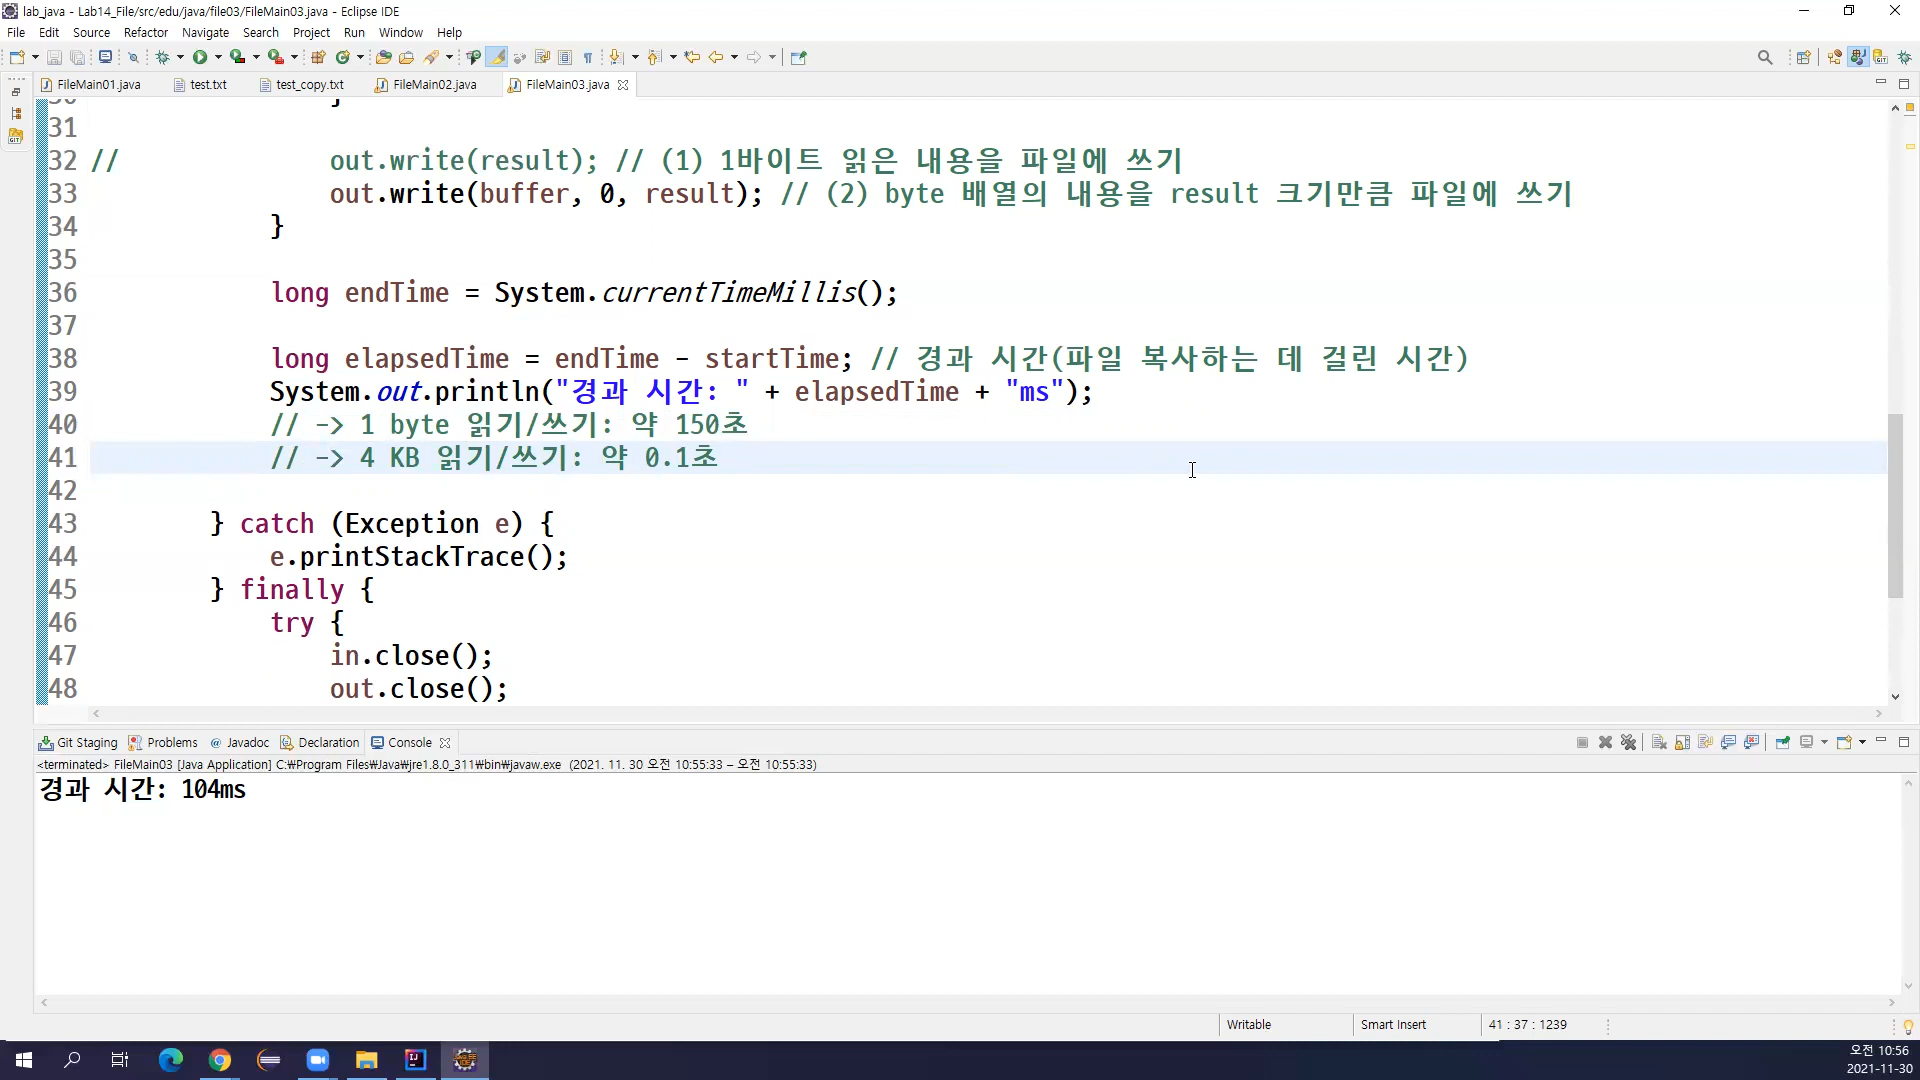 lab_java - Lab14_File/src/edu/java/file03/FileMain03.java - Eclipse IDE
File Edit Source Refactor Navigate Search Project Run Window Help
FileMain01.java test.txt test_copy.txt FileMain02.java FileMain03.java
30 }
31
32 // out.write(result); // (1) 1바이트 읽은 내용을 파일에 쓰기
33 out.write(buffer, 0, result); // (2) byte 배열의 내용을 result 크기만큼 파일에 쓰기
34 }
35
36 long endTime = System.currentTimeMillis();
37
38 long elapsedTime = endTime - startTime; // 경과 시간(파일 복사하는 데 걸린 시간)
39 System.out.println("경과 시간: " + elapsedTime + "ms");
40 // -> 1 byte 읽기/쓰기: 약 150초
41 // -> 4 KB 읽기/쓰기: 약 0.1초
42
43 } catch (Exception e) {
44 e.printStackTrace();
45 } finally {
46 try {
47 in.close();
48 out.close();
Git Staging Problems @ Javadoc Declaration Console
<terminated> FileMain03 [Java Application] C:₩Program Files₩Java₩jre1.8.0_311₩bin₩javaw.exe (2021. 11. 30 오전 10:55:33 – 오전 10:55:33)
경과 시간: 104ms
Writable Smart Insert 41 : 37 : 1239
오전 10:56
2021-11-30